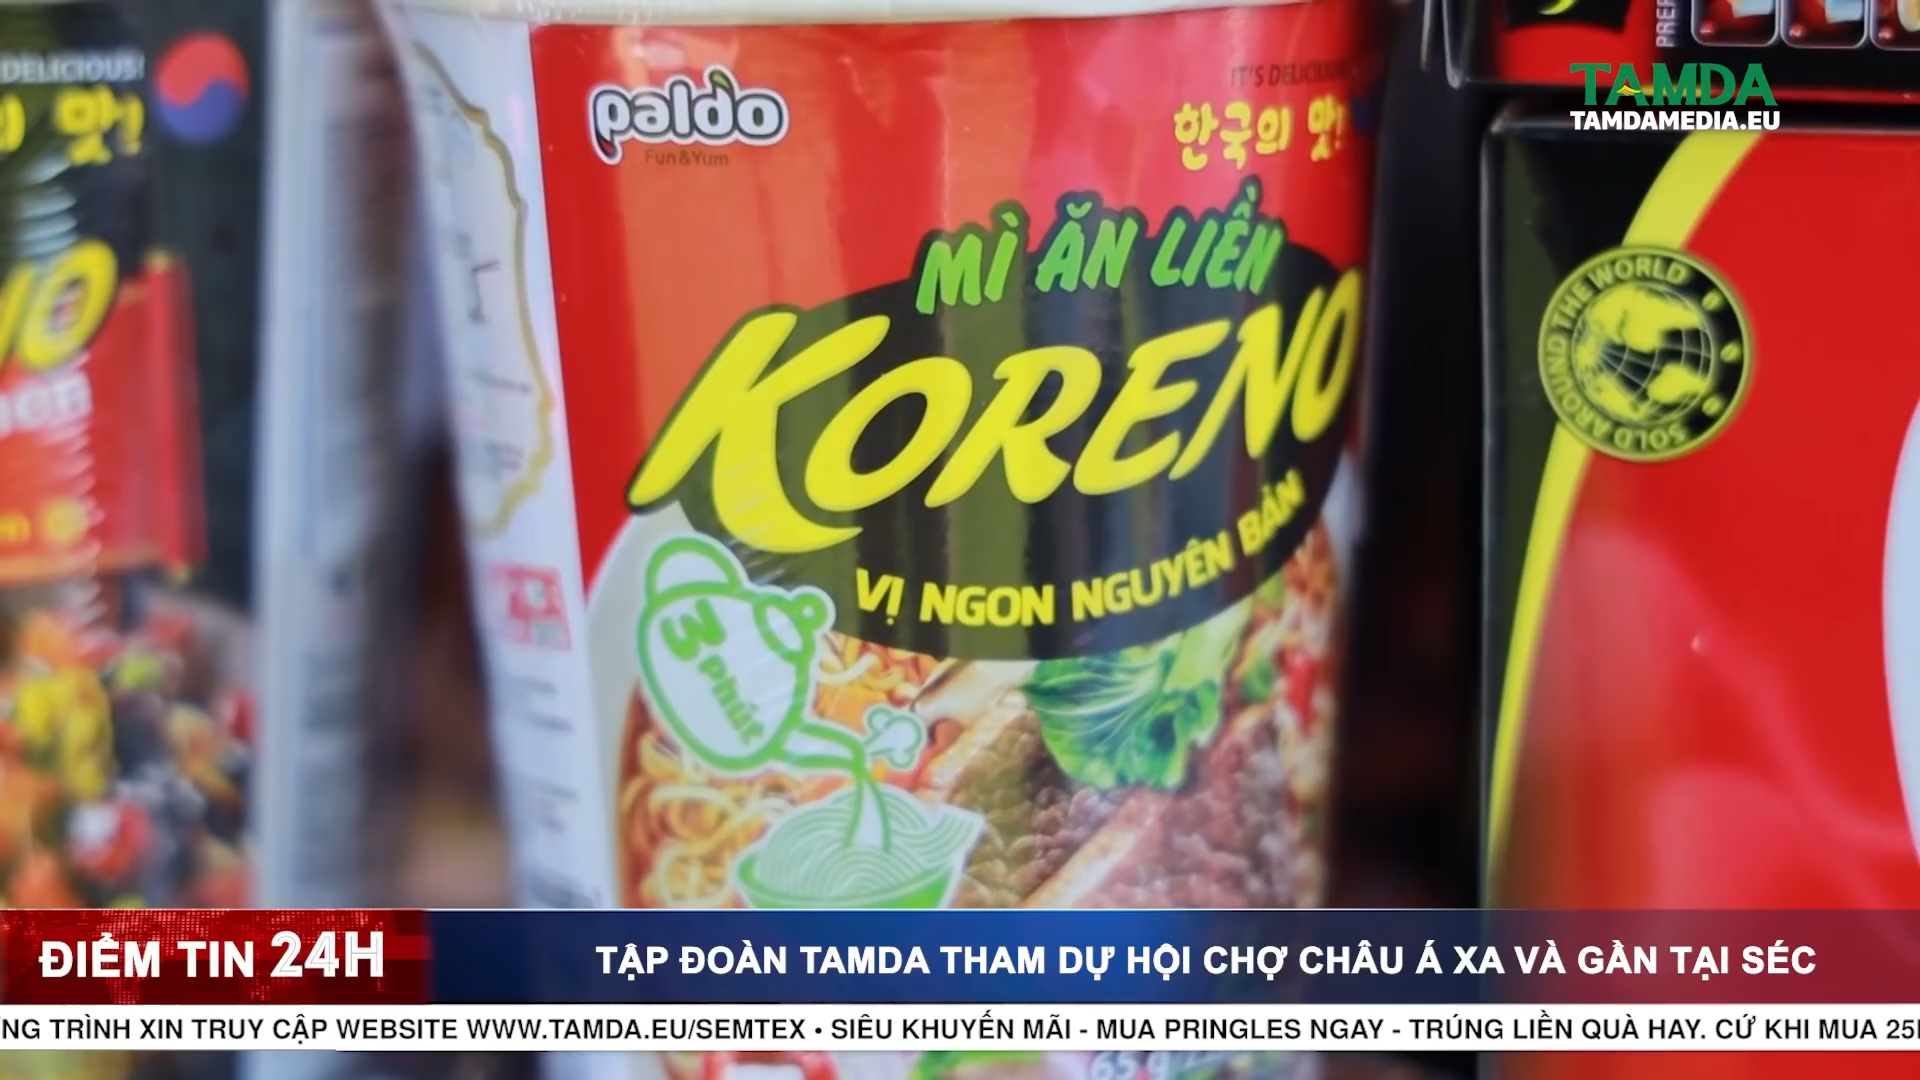 DELICIOUS!
맛!
TAMDA
TAMDAMEDIA.EU
paldo
Fun&Yum
IT'S DELICIOUS
한국의 맛!
MÌ ĂN LIỀN
KORENO
VỊ NGON NGUYÊN BẢN
3 Phút
SOLD AROUND THE WORLD
ĐIỂM TIN 24H
TẬP ĐOÀN TAMDA THAM DỰ HỘI CHỢ CHÂU Á XA VÀ GẦN TẠI SÉC
NG TRÌNH XIN TRUY CẬP WEBSITE WWW.TAMDA.EU/SEMTEX • SIÊU KHUYẾN MÃI - MUA PRINGLES NGAY - TRÚNG LIỀN QUÀ HAY. CỨ KHI MUA 25
65 g